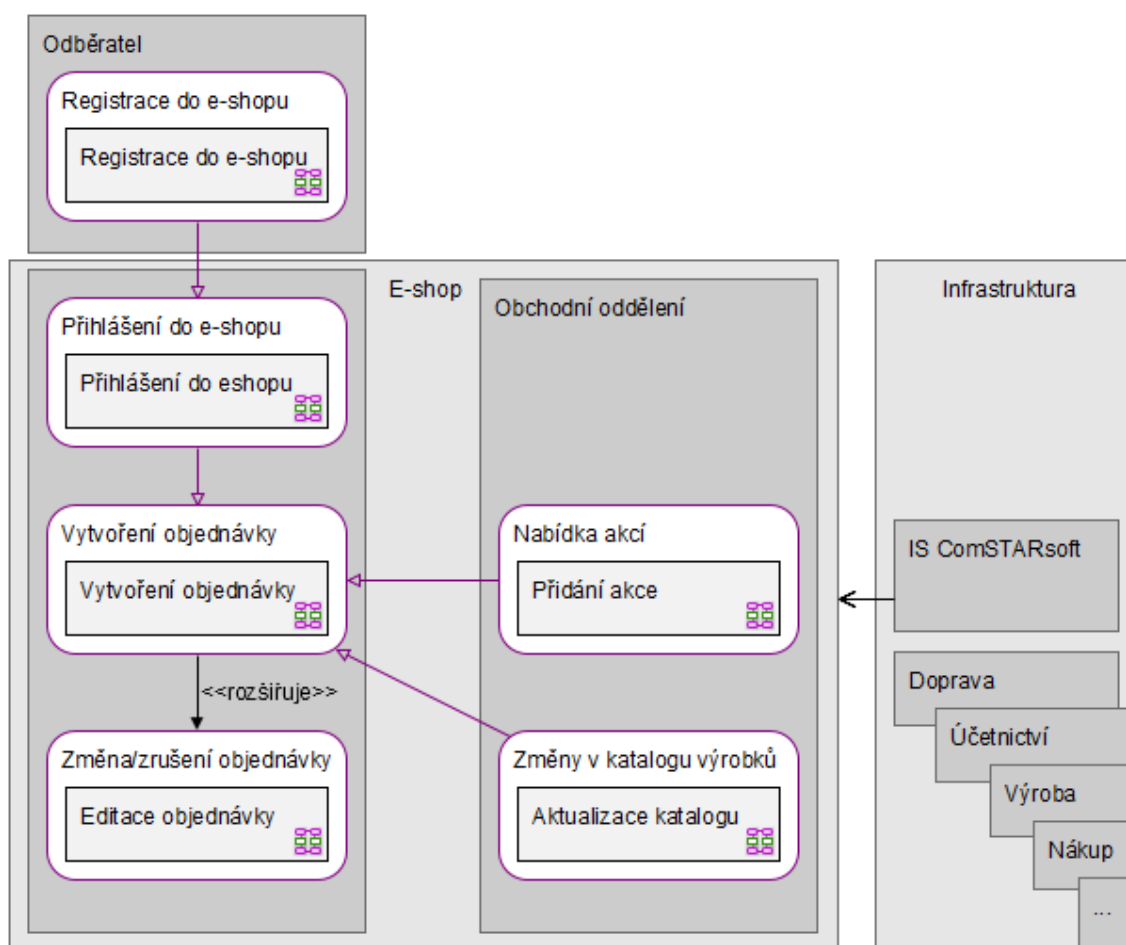 Odběratel
Registrace do e-shopu
Registrace do e-shopu
E-shop
Přihlášení do e-shopu
Přihlášení do eshopu
Vytvoření objednávky
Vytvoření objednávky
<<rozšiřuje>>
Změna/zrušení objednávky
Editace objednávky
Obchodní oddělení
Nabídka akcí
Přidání akce
Změny v katalogu výrobků
Aktualizace katalogu
Infrastruktura
IS ComSTARsoft
Doprava
Účetnictví
Výroba
Nákup
...